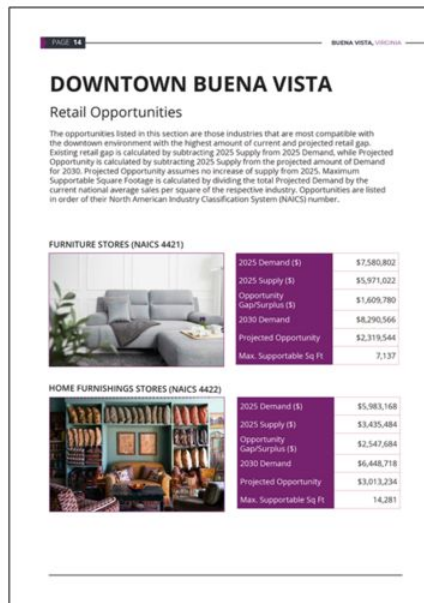 PAGE 14
BUENA VISTA, VIRGINIA
DOWNTOWN BUENA VISTA
Retail Opportunities
The opportunities listed in this section are those industries that are most compatible with
the downtown environment with the highest amount of current and projected retail gap.
Existing retail gap is calculated by subtracting 2025 Supply from 2025 Demand, while Projected
Opportunity is calculated by subtracting 2025 Supply from the projected amount of Demand
for 2030. Projected Opportunity assumes no increase of supply from 2025. Maximum
Supportable Square Footage is calculated by dividing the total Projected Demand by the
current national average sales per square of the respective industry. Opportunities are listed
in order of their North American Industry Classification System (NAICS) number.
FURNITURE STORES (NAICS 4421)
2025 Demand ($) $7,580,802
2025 Supply ($) $5,971,022
Opportunity
Gap/Surplus ($) $1,609,780
2030 Demand $8,290,566
Projected Opportunity $2,319,544
Max. Supportable Sq Ft 7,137
HOME FURNISHINGS STORES (NAICS 4422)
2025 Demand ($) $5,983,168
2025 Supply ($) $3,435,484
Opportunity
Gap/Surplus ($) $2,547,684
2030 Demand $6,448,718
Projected Opportunity $3,013,234
Max. Supportable Sq Ft 14,281